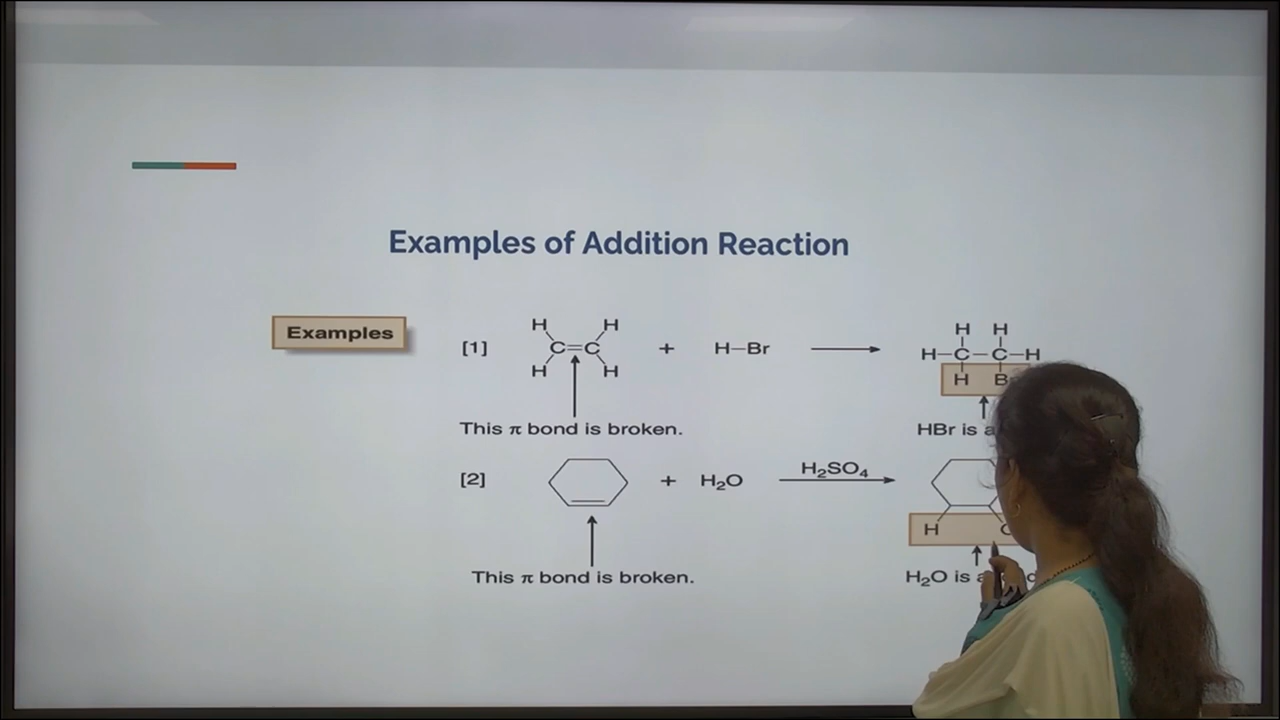 Examples of Addition Reaction
Examples
[1]
H H
C=C
H H
+ H–Br
H H
H–C–C–H
H
This π bond is broken.
HBr is
[2]
+ H₂O
H₂SO₄
H
This π bond is broken.
H₂O is